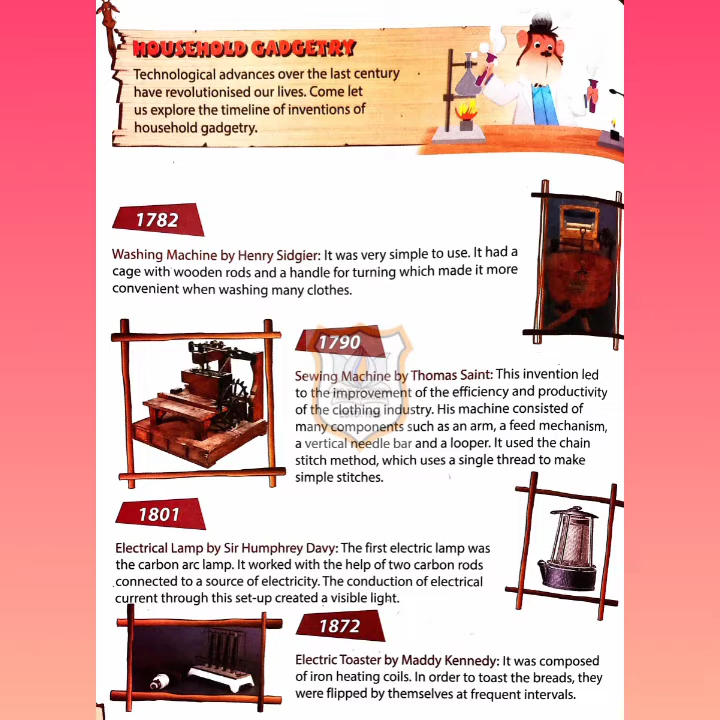 HOUSEHOLD GADGETRY
Technological advances over the last century
have revolutionised our lives. Come let
us explore the timeline of inventions of
household gadgetry.
1782
Washing Machine by Henry Sidgier: It was very simple to use. It had a
cage with wooden rods and a handle for turning which made it more
convenient when washing many clothes.
1790
Sewing Machine by Thomas Saint: This invention led
to the improvement of the efficiency and productivity
of the clothing industry. His machine consisted of
many components such as an arm, a feed mechanism,
a vertical needle bar and a looper. It used the chain
stitch method, which uses a single thread to make
simple stitches.
1801
Electrical Lamp by Sir Humphrey Davy: The first electric lamp was
the carbon arc lamp. It worked with the help of two carbon rods
connected to a source of electricity. The conduction of electrical
current through this set-up created a visible light.
1872
Electric Toaster by Maddy Kennedy: It was composed
of iron heating coils. In order to toast the breads, they
were flipped by themselves at frequent intervals.